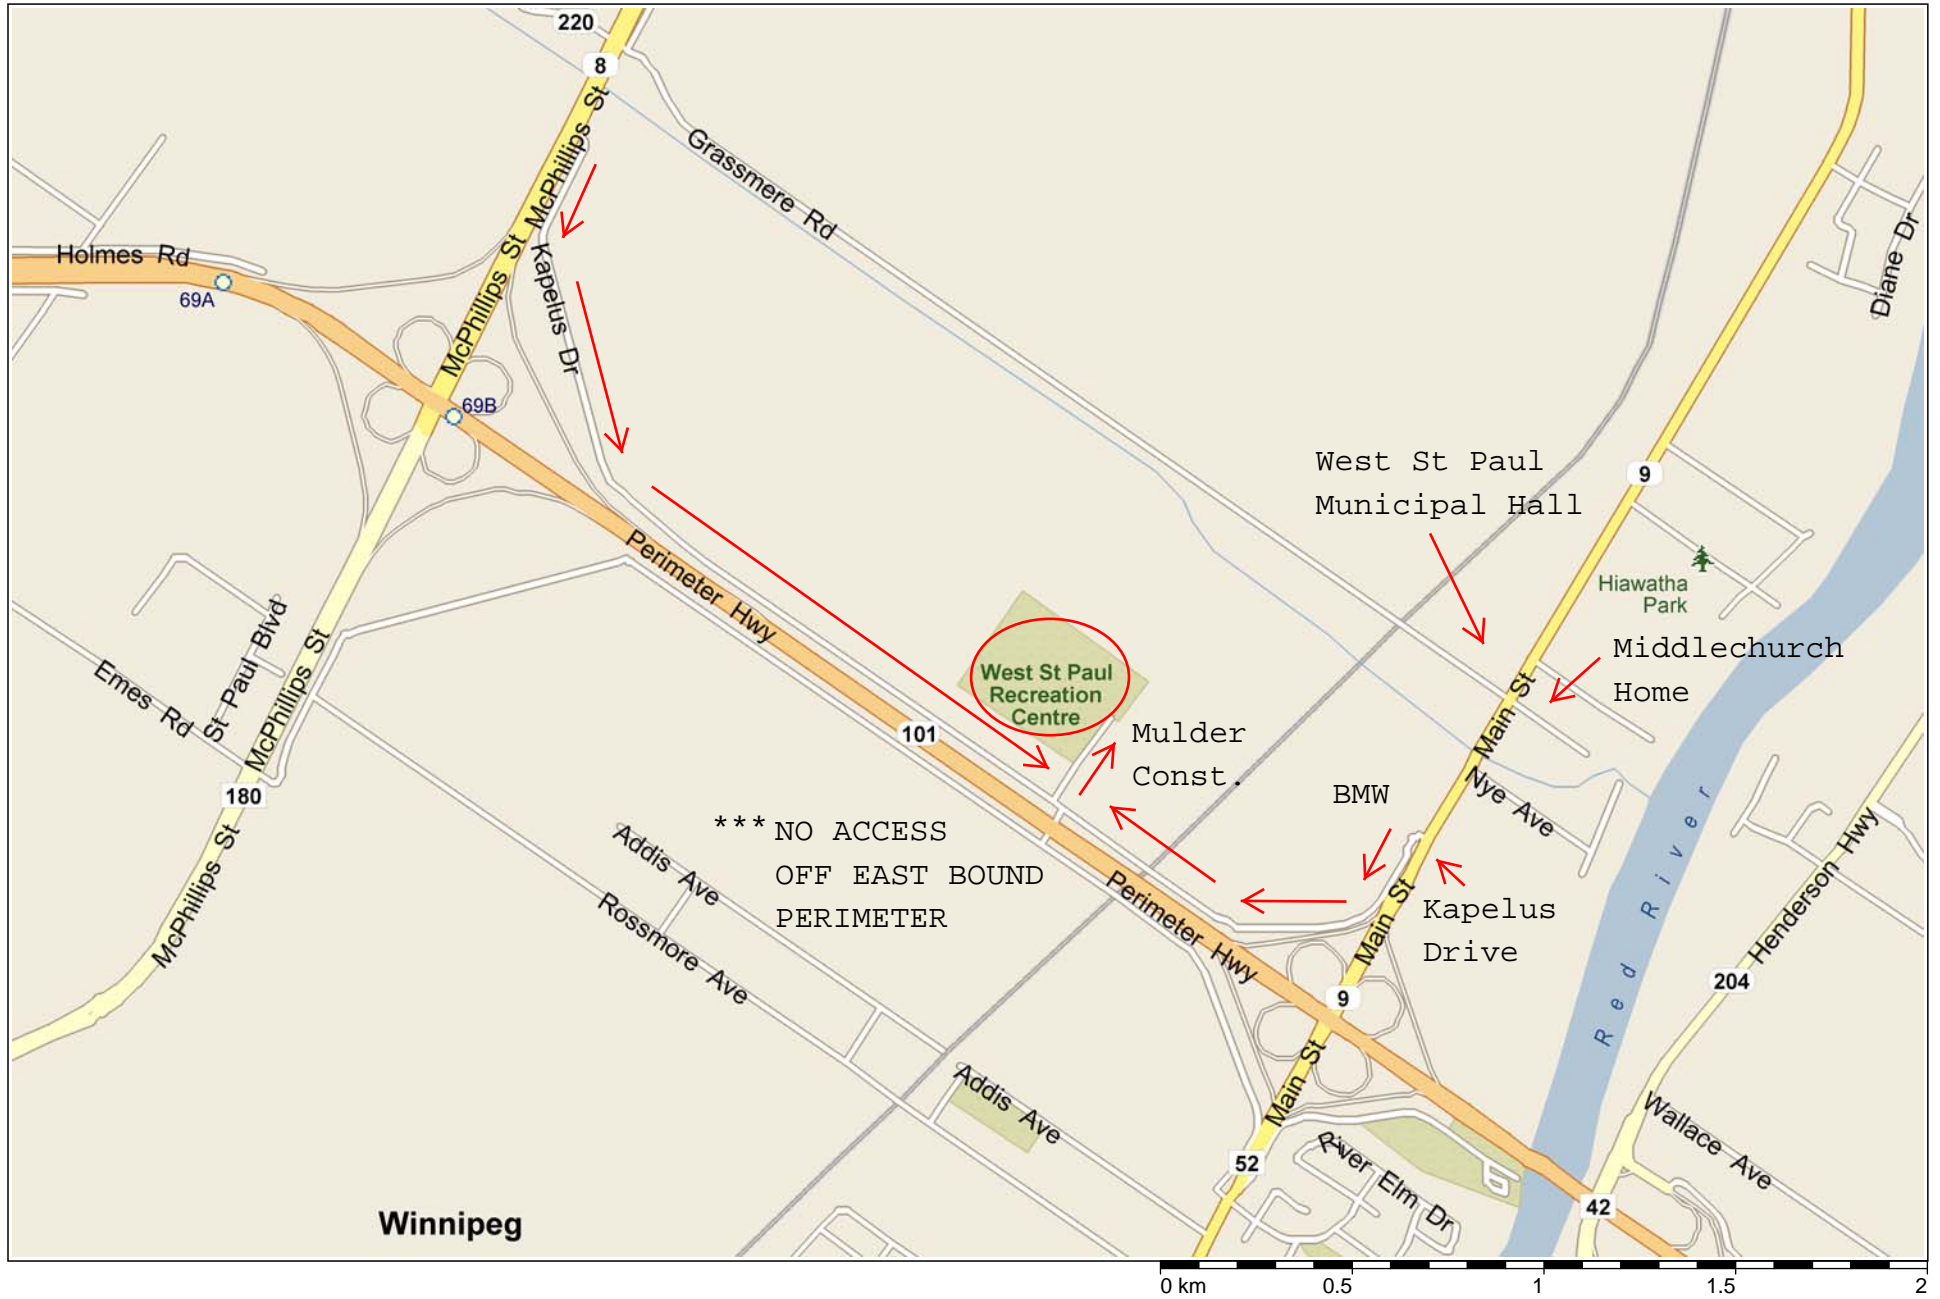 220
8
McPhillips St
McPhillips St
McPhillips St
Grassmere Rd
Kapelus Dr
Holmes Rd
69A
69B
Diane Dr
West St Paul
Municipal Hall
9
Hiawatha
Park
Middlechurch
Home
Perimeter Hwy
St Paul Blvd
Emes Rd
McPhillips St
180
McPhillips St
West St Paul
Recreation
Centre
101
Mulder
Const.
Main St
Nye Ave
BMW
***NO ACCESS
OFF EAST BOUND
PERIMETER
Addis Ave
Rossmore Ave
Perimeter Hwy
Main St
Kapelus
Drive
Red River
Henderson Hwy
204
9
Main St
Addis Ave
52
River Elm Dr
Wallace Ave
42
Winnipeg
0 km 0.5 1 1.5 2